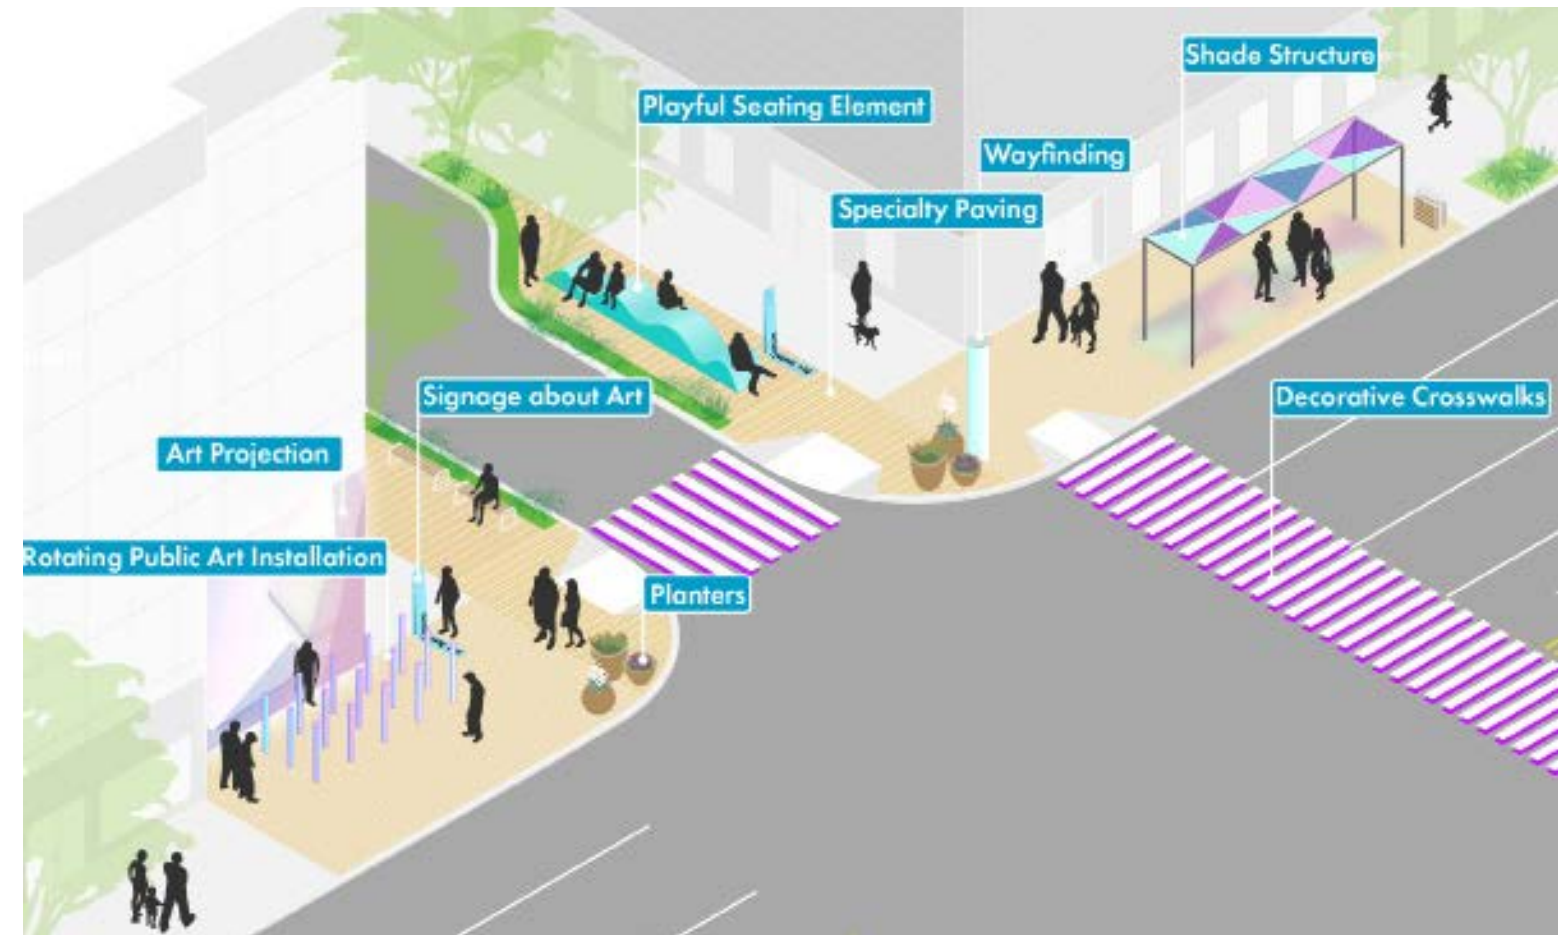 Shade Structure
Playful Seating Element
Wayfinding
Specialty Paving
Signage about Art
Decorative Crosswalks
Art Projection
Rotating Public Art Installation
Planters